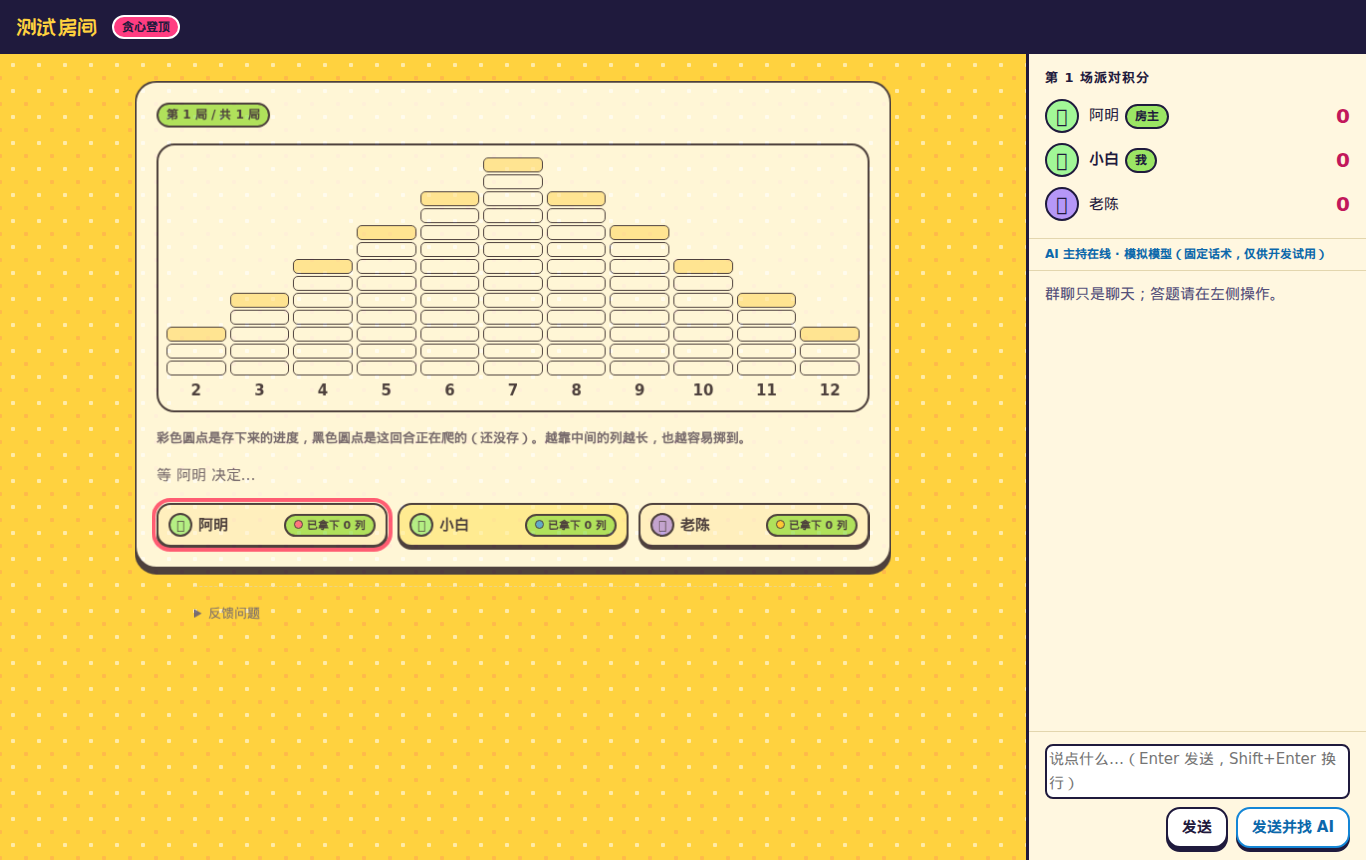 测试房间
贪心登顶
第 1 局 / 共 1 局
2 3 4 5 6 7 8 9 10 11 12
彩色圆点是存下来的进度，黑色圆点是这回合正在爬的（还没存）。越靠中间的列越长，也越容易掷到。
等 阿明 决定…
阿明 已拿下 0 列
小白 已拿下 0 列
老陈 已拿下 0 列
▶ 反馈问题
第 1 场派对积分
阿明 房主 0
小白 我 0
老陈 0
AI 主持在线 · 模拟模型（固定话术，仅供开发试用）
群聊只是聊天；答题请在左侧操作。
说点什么…（Enter 发送，Shift+Enter 换
行）
发送
发送并找 AI